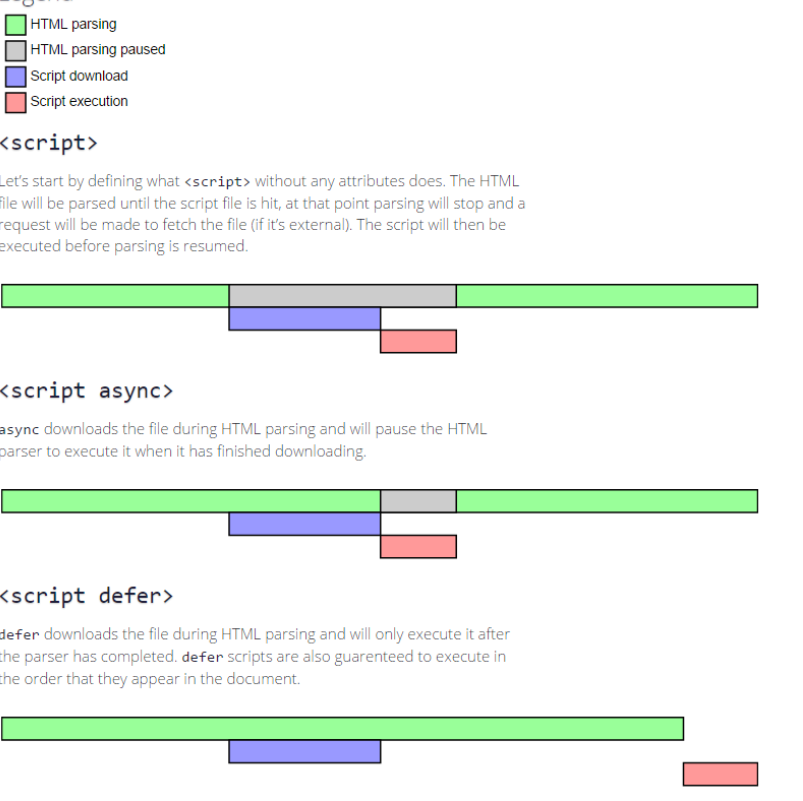 Legend
HTML parsing
HTML parsing paused
Script download
Script execution
<script>
Let's start by defining what <script> without any attributes does. The HTML
file will be parsed until the script file is hit, at that point parsing will stop and a
request will be made to fetch the file (if it's external). The script will then be
executed before parsing is resumed.
<script async>
async downloads the file during HTML parsing and will pause the HTML
parser to execute it when it has finished downloading.
<script defer>
defer downloads the file during HTML parsing and will only execute it after
the parser has completed. defer scripts are also guarenteed to execute in
the order that they appear in the document.